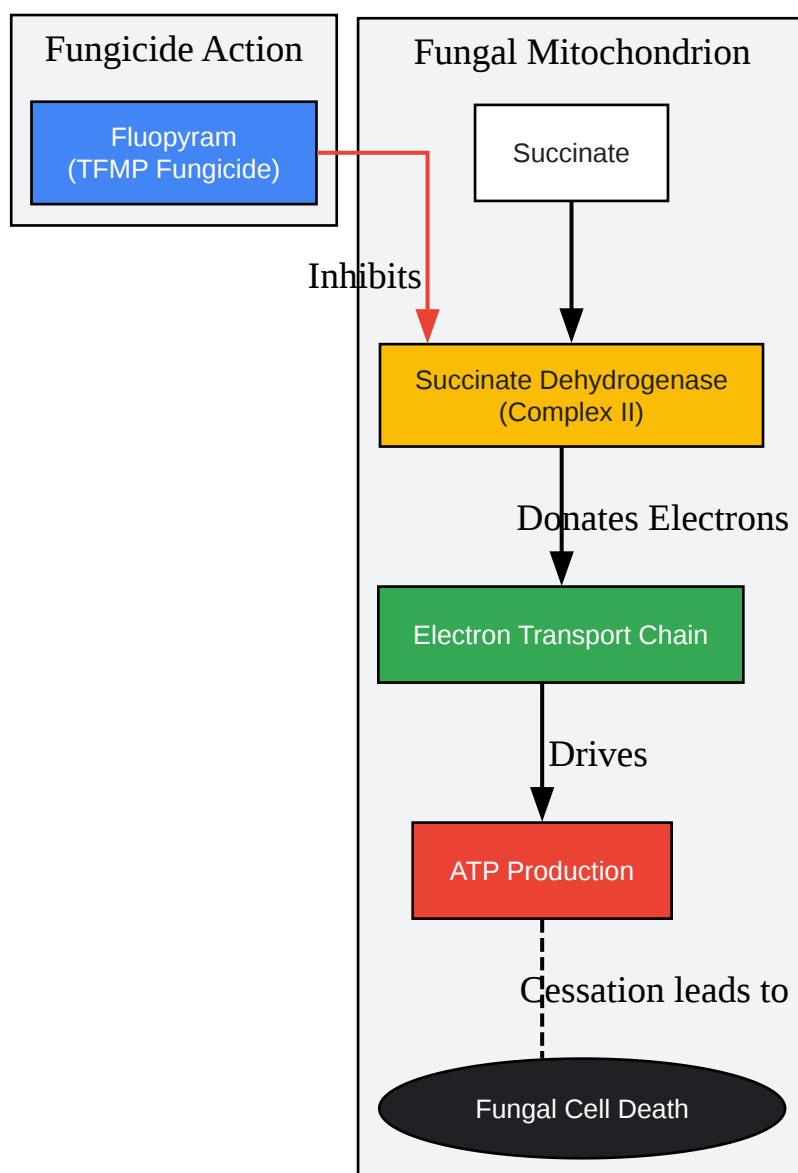 Fungicide Action
Fluopyram
(TFMP Fungicide)
Fungal Mitochondrion
Succinate
Inhibits
Succinate Dehydrogenase
(Complex II)
Donates Electrons
Electron Transport Chain
Drives
ATP Production
Cessation leads to
Fungal Cell Death